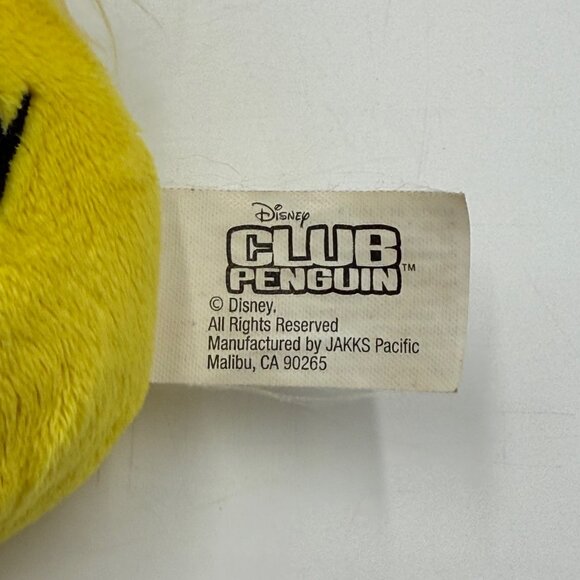 Disney
CLUB
PENGUIN™
© Disney.
All Rights Reserved
Manufactured by JAKKS Pacific
Malibu, CA 90265